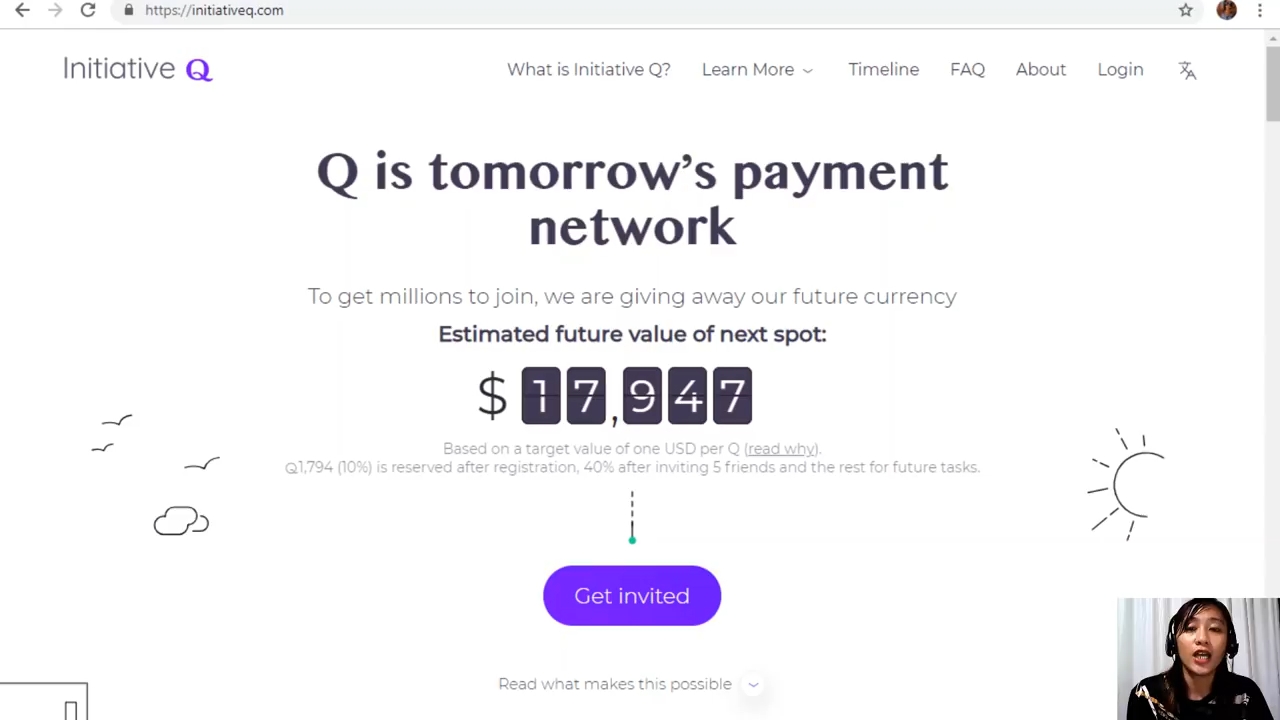 https://initiativeq.com
Initiative Q
What is Initiative Q? Learn More Timeline FAQ About Login
Q is tomorrow's payment
network
To get millions to join, we are giving away our future currency
Estimated future value of next spot:
$ 17,947
Based on a target value of one USD per Q (read why).
Q1,794 (10%) is reserved after registration, 40% after inviting 5 friends and the rest for future tasks.
Get invited
Read what makes this possible